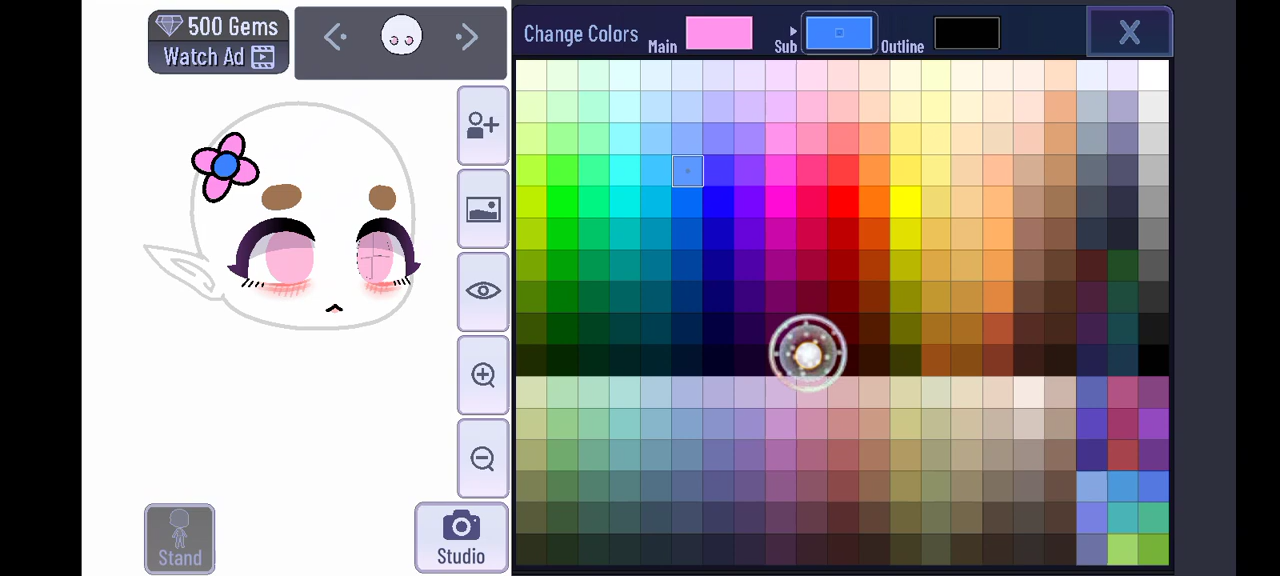 500 Gems
Watch Ad
Change Colors
Main
Sub
Outline
X
Stand
Studio